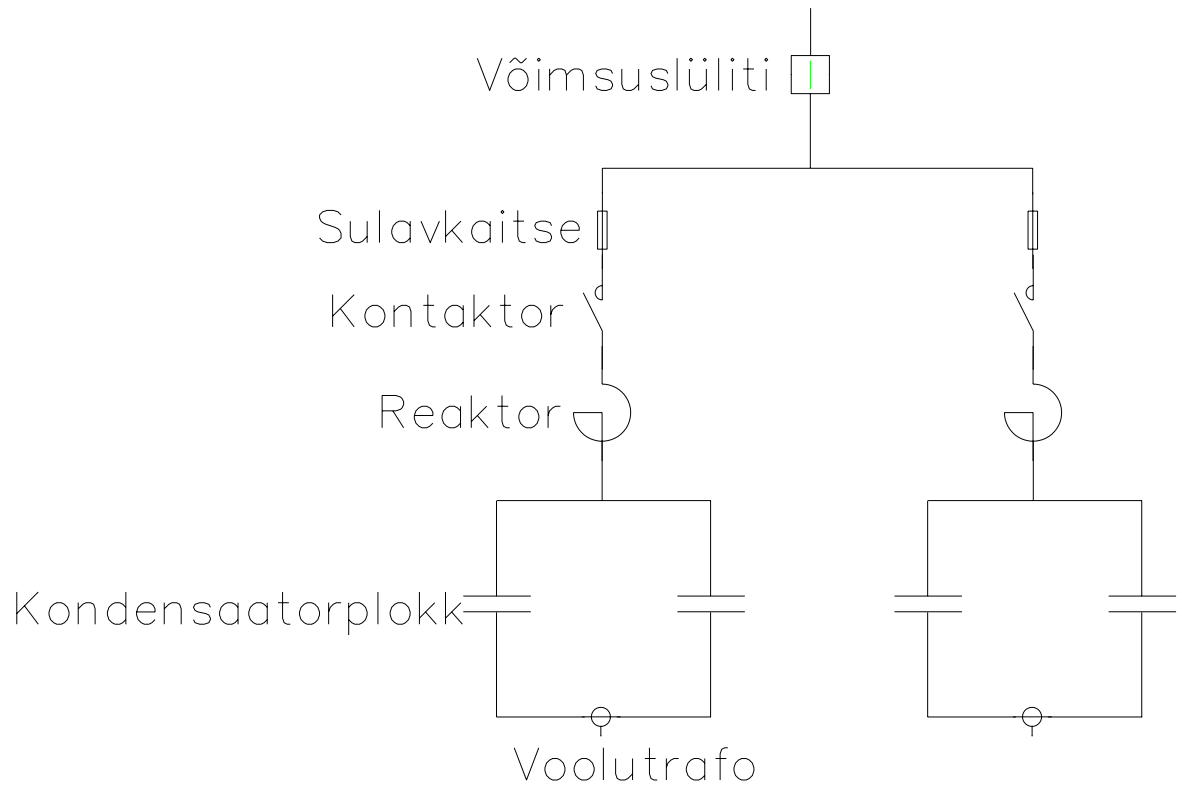 Võimsuslüliti
Sulavkaitse
Kontaktor
Reaktor
Kondensaatorplokk
Voolutrafo